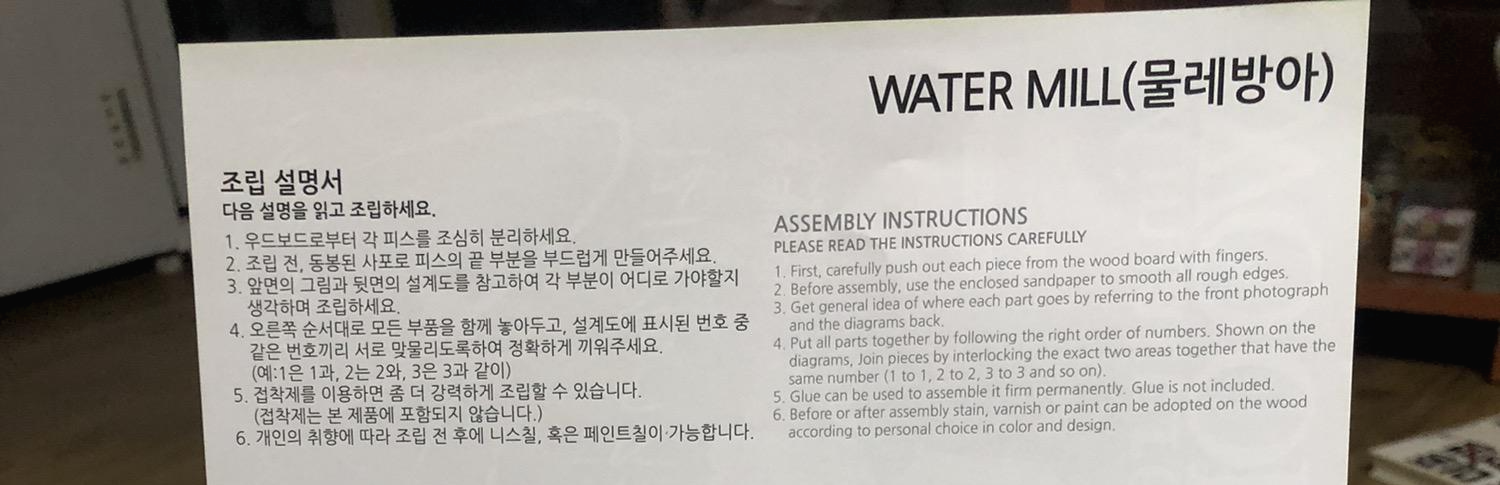 WATER MILL(물레방아)
조립 설명서
다음 설명을 읽고 조립하세요.
1. 우드보드로부터 각 피스를 조심히 분리하세요.
2. 조립 전, 동봉된 사포로 피스의 끝 부분을 부드럽게 만들어주세요.
3. 앞면의 그림과 뒷면의 설계도를 참고하여 각 부분이 어디로 가야할지
생각하며 조립하세요.
4. 오른쪽 순서대로 모든 부품을 함께 놓아두고, 설계도에 표시된 번호 중
같은 번호끼리 서로 맞물리도록하여 정확하게 끼워주세요.
(예:1은 1과, 2는 2와, 3은 3과 같이)
5. 접착제를 이용하면 좀 더 강력하게 조립할 수 있습니다.
(접착제는 본 제품에 포함되지 않습니다.)
6. 개인의 취향에 따라 조립 전 후에 니스칠, 혹은 페인트칠이·가능합니다.
ASSEMBLY INSTRUCTIONS
PLEASE READ THE INSTRUCTIONS CAREFULLY
1. First, carefully push out each piece from the wood board with fingers.
2. Before assembly, use the enclosed sandpaper to smooth all rough edges.
3. Get general idea of where each part goes by referring to the front photograph
and the diagrams back.
4. Put all parts together by following the right order of numbers. Shown on the
diagrams, Join pieces by interlocking the exact two areas together that have the
same number (1 to 1, 2 to 2, 3 to 3 and so on).
5. Glue can be used to assemble it firm permanently. Glue is not included.
6. Before or after assembly stain, varnish or paint can be adopted on the wood
according to personal choice in color and design.